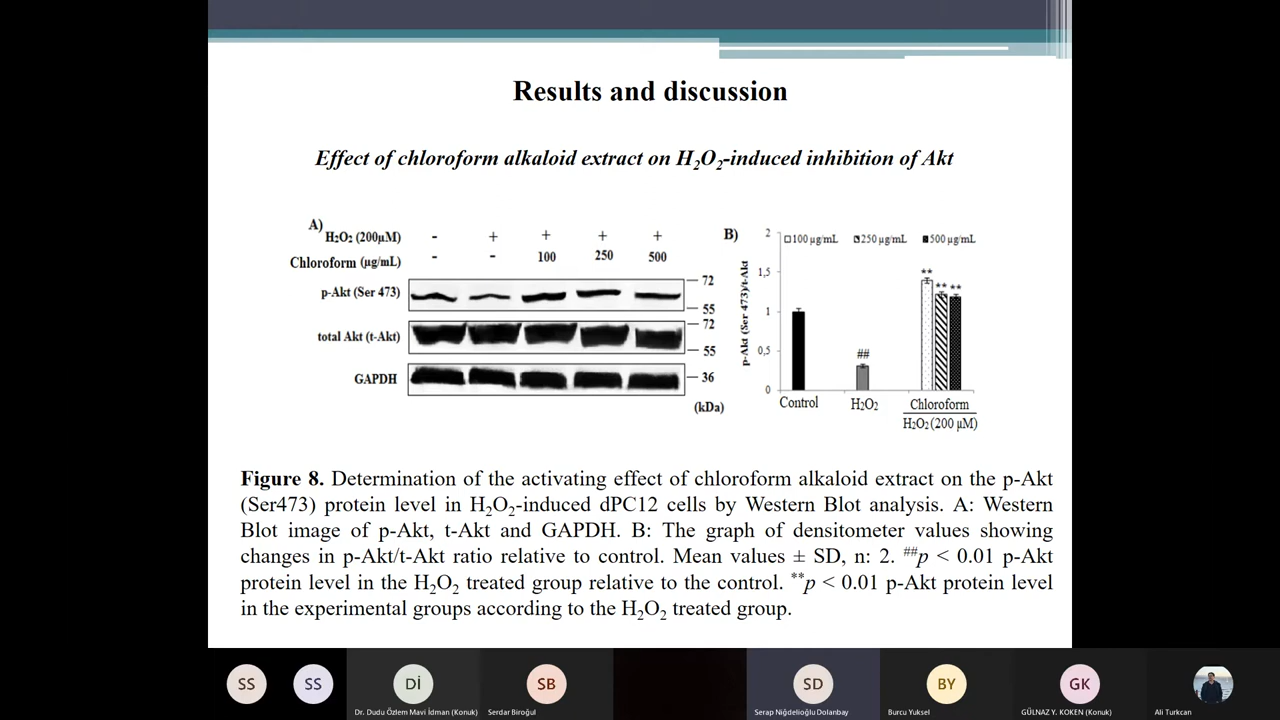 Results and discussion
Effect of chloroform alkaloid extract on H2O2-induced inhibition of Akt
A)
H2O2 (200µM) - + + + +
Chloroform (µg/mL) - - 100 250 500
p-Akt (Ser 473)
72
55
total Akt (t-Akt)
72
55
GAPDH
36
(kDa)
B)
p-Akt (Ser 473)/t-Akt
2
1,5
1
0,5
0
100 µg/mL 250 µg/mL 500 µg/mL
##
** ** **
Control H2O2 Chloroform
H2O2 (200 µM)
Figure 8. Determination of the activating effect of chloroform alkaloid extract on the p-Akt
(Ser473) protein level in H2O2-induced dPC12 cells by Western Blot analysis. A: Western
Blot image of p-Akt, t-Akt and GAPDH. B: The graph of densitometer values showing
changes in p-Akt/t-Akt ratio relative to control. Mean values ± SD, n: 2. ##p < 0.01 p-Akt
protein level in the H2O2 treated group relative to the control. **p < 0.01 p-Akt protein level
in the experimental groups according to the H2O2 treated group.
SS SS Dİ SB SD BY GK
Dr. Dudu Özlem Mavi İdman (Konuk) Serdar Biroğul Serap Niğdelioğlu Dolanbay Burcu Yuksel GÜLNAZ Y. KOKEN (Konuk) Ali Turkcan